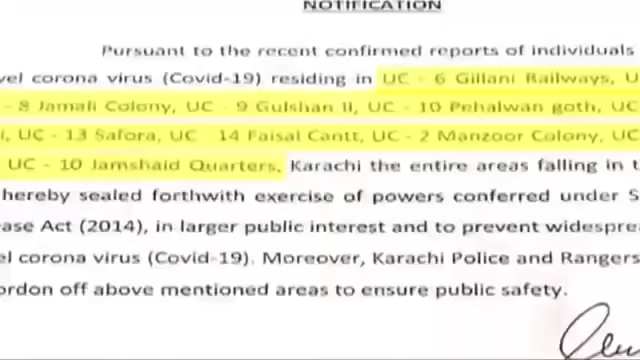 NOTIFICATION
Pursuant to the recent confirmed reports of individuals
vel corona virus (Covid-19) residing in UC - 6 Gillani Railways, U
- 8 Jamali Colony, UC - 9 Gulshan II, UC - 10 Pehalwan goth, UC
i, UC - 13 Safora, UC 14 Faisal Cantt, UC - 2 Manzoor Colony, UC
UC - 10 Jamshaid Quarters, Karachi the entire areas falling in t
hereby sealed forthwith exercise of powers conferred under S
ease Act (2014), in larger public interest and to prevent widespre
el corona virus (Covid-19). Moreover, Karachi Police and Rangers
ordon off above mentioned areas to ensure public safety.